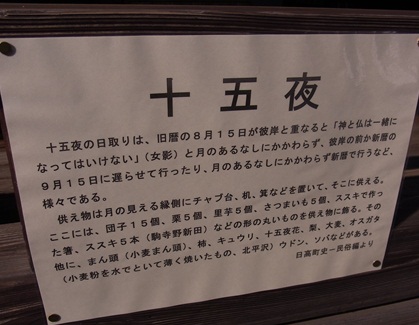 十五夜
十五夜の日取りは、旧暦の８月１５日が彼岸と重なると「神と仏は一緒に
なってはいけない」（女影）と月のあるなしにかかわらず、彼岸の前か新暦の
９月１５日に遅らせて行ったり、月のあるなしにかかわらず新暦で行うなど、
様々である。
供え物は月の見える縁側にチャブ台、机、箕などを置いて、そこに供える。
ここには、団子１５個、栗５個、里芋５個、さつまいも５個、ススキで作っ
た箸、ススキ５本（駒寺野新田）などの形の丸いものを供え物に飾る。その
他に、まん頭（小麦まん頭）、柿、キュウリ、十五夜花、梨、大麦、オスガタ
（小麦粉を水でといて薄く焼いたもの、北平沢）ウドン、ソバなどがある。
日高町史－民俗編より